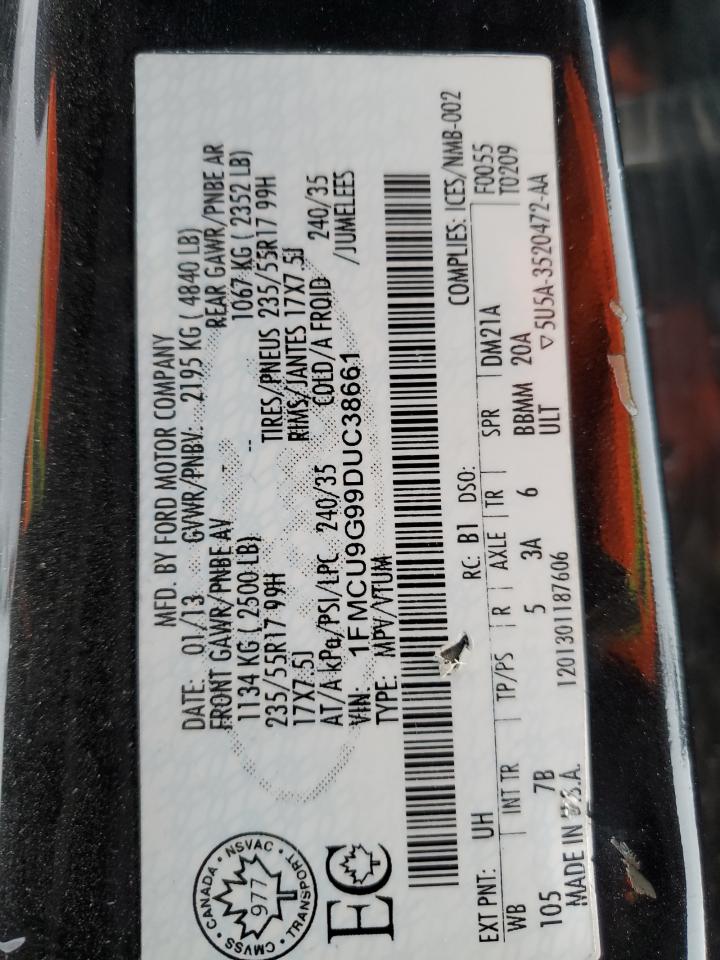 MFD. BY FORD MOTOR COMPANY
DATE: 01/13 GVWR/PNBV: 2195 KG ( 4840 LB)
FRONT GAWR/PNBE AV REAR GAWR/PNBE AR
1134 KG ( 2500 LB) -- 1067 KG ( 2352 LB)
235/55R17 99H TIRES/PNEUS 235/55R17 99H
17X7.5J RIMS/JANTES 17X7.5J
AT/A kPa/PSI/LPC 240/35 COLD/A FROID 240/35
VIN: 1FMCU9G99DUC38661 /JUMELEES
TYPE: MPV/VTUM
CANADA · NSVAC · TRANSPORT · CMVSS ·
977
EC
COMPLIES: ICES/NMB-002
EXT PNT: UH RC: B1 DSO: F0055
T0209
WB INT TR TP/PS R AXLE TR SPR DM21A
105 7B 5 3A 6 BBMM 20A
ULT
MADE IN U.S.A. 1201301187606 ▽5U5A-3520472-AA